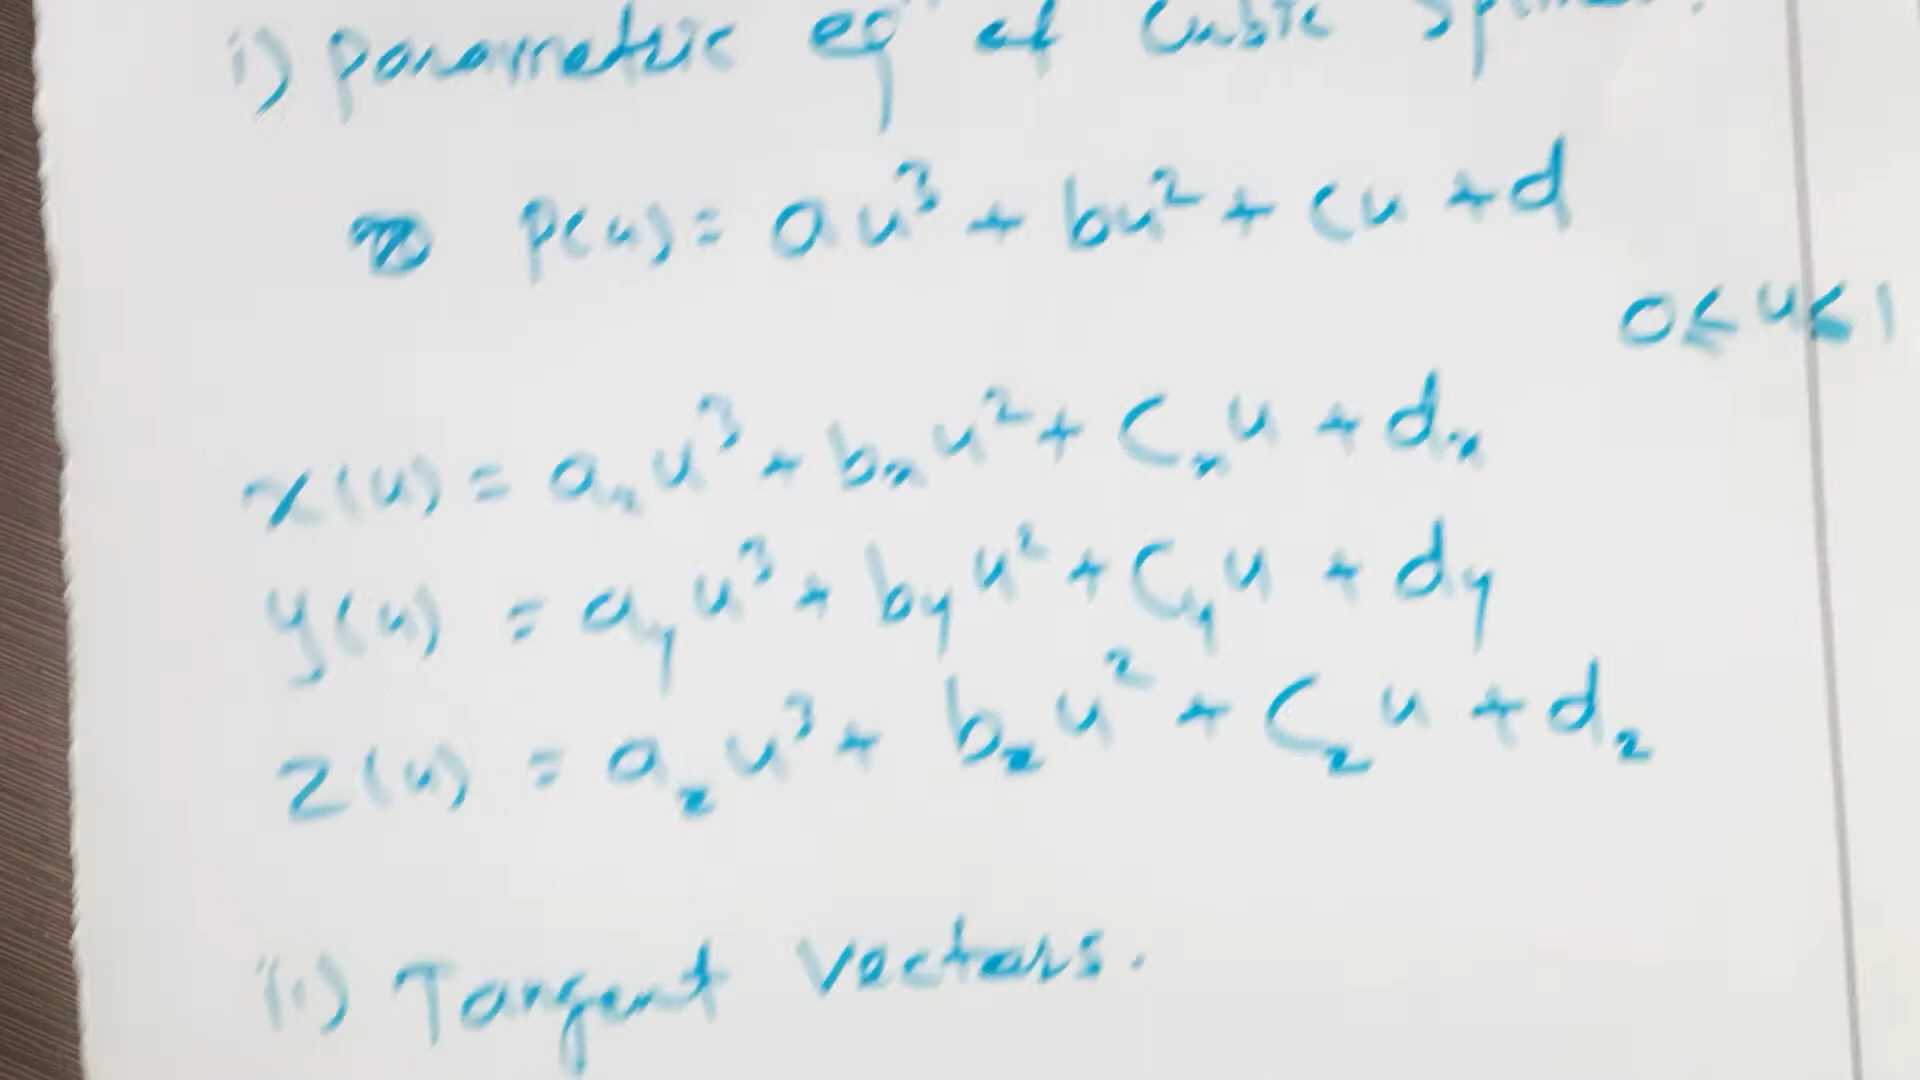 i) parametric eqⁿ of Cubic Spline.
P(u) = au³ + bu² + cu + d
0 ≤ u ≤ 1
x(u) = aₓu³ + bₓu² + Cₓu + dₓ
y(u) = a_y u³ + b_y u² + C_y u + d_y
z(u) = a_z u³ + b_z u² + C_z u + d_z
ii) Tangent vectors.